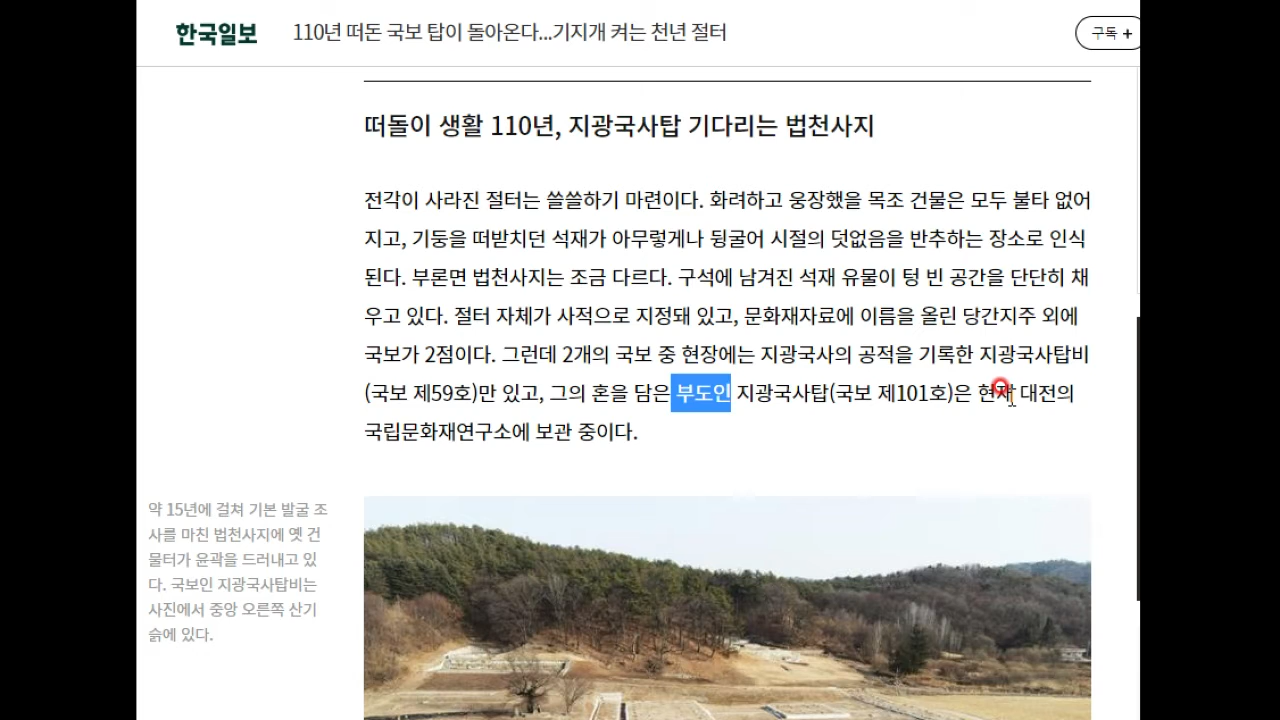 한국일보
110년 떠돈 국보 탑이 돌아온다...기지개 켜는 천년 절터
구독 +
떠돌이 생활 110년, 지광국사탑 기다리는 법천사지
전각이 사라진 절터는 쓸쓸하기 마련이다. 화려하고 웅장했을 목조 건물은 모두 불타 없어
지고, 기둥을 떠받치던 석재가 아무렇게나 뒹굴어 시절의 덧없음을 반추하는 장소로 인식
된다. 부론면 법천사지는 조금 다르다. 구석에 남겨진 석재 유물이 텅 빈 공간을 단단히 채
우고 있다. 절터 자체가 사적으로 지정돼 있고, 문화재자료에 이름을 올린 당간지주 외에
국보가 2점이다. 그런데 2개의 국보 중 현장에는 지광국사의 공적을 기록한 지광국사탑비
(국보 제59호)만 있고, 그의 혼을 담은 부도인 지광국사탑(국보 제101호)은 현재 대전의
국립문화재연구소에 보관 중이다.
약 15년에 걸쳐 기본 발굴 조
사를 마친 법천사지에 옛 건
물터가 윤곽을 드러내고 있
다. 국보인 지광국사탑비는
사진에서 중앙 오른쪽 산기
슭에 있다.